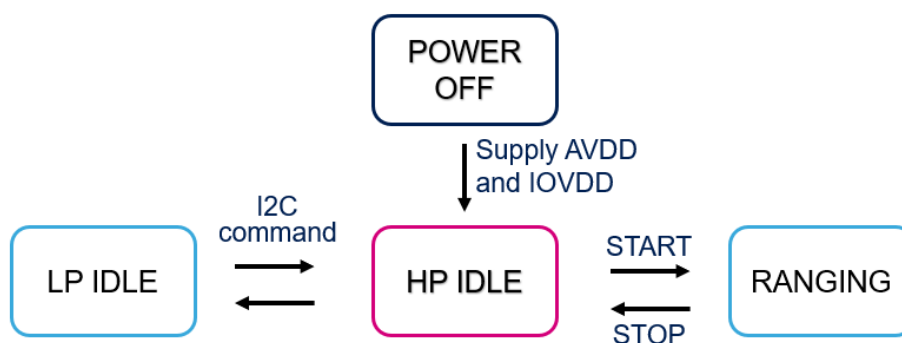 POWER
OFF
Supply AVDD
and IOVDD
I2C
command
LP IDLE
HP IDLE
START
STOP
RANGING